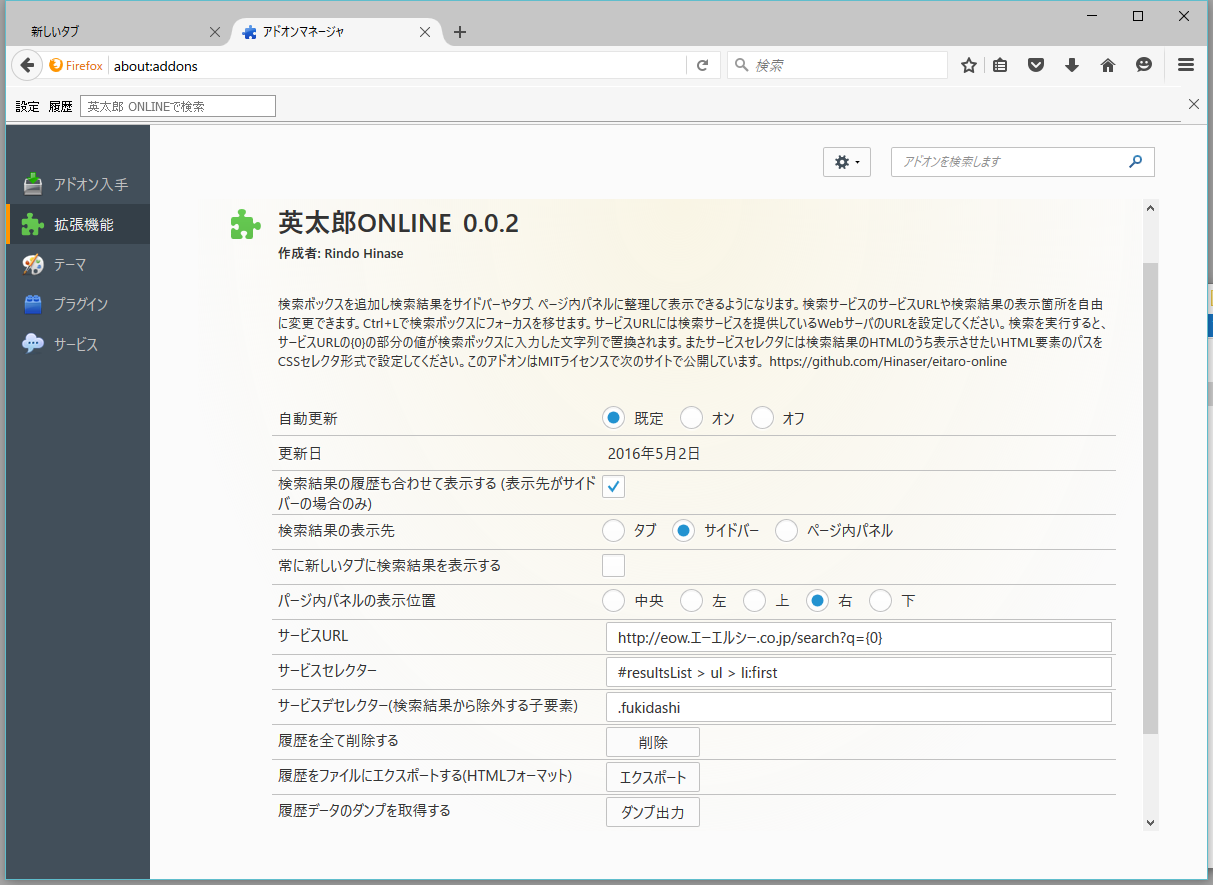 新しいタブ
アドオンマネージャ
Firefox about:addons
検索
設定 履歴 英太郎 ONLINEで検索
アドオンを検索します
アドオン入手
拡張機能
テーマ
プラグイン
サービス
英太郎ONLINE 0.0.2
作成者: Rindo Hinase
検索ボックスを追加し検索結果をサイドバーやタブ、ページ内パネルに整理して表示できるようになります。検索サービスのサービスURLや検索結果の表示箇所を自由
に変更できます。Ctrl+Lで検索ボックスにフォーカスを移せます。サービスURLには検索サービスを提供しているWebサーバのURLを設定してください。検索を実行すると、
サービスURLの{0}の部分の値が検索ボックスに入力した文字列で置換されます。またサービスセレクタには検索結果のHTMLのうち表示させたいHTML要素のパスを
CSSセレクタ形式で設定してください。このアドオンはMITライセンスで次のサイトで公開しています。 https://github.com/Hinaser/eitaro-online
自動更新 既定 オン オフ
更新日 2016年5月2日
検索結果の履歴も合わせて表示する (表示先がサイド
バーの場合のみ)
検索結果の表示先 タブ サイドバー ページ内パネル
常に新しいタブに検索結果を表示する
パージ内パネルの表示位置 中央 左 上 右 下
サービスURL http://eow.エーエルシー.co.jp/search?q={0}
サービスセレクター #resultsList > ul > li:first
サービスデセレクター(検索結果から除外する子要素) .fukidashi
履歴を全て削除する 削除
履歴をファイルにエクスポートする(HTMLフォーマット) エクスポート
履歴データのダンプを取得する ダンプ出力